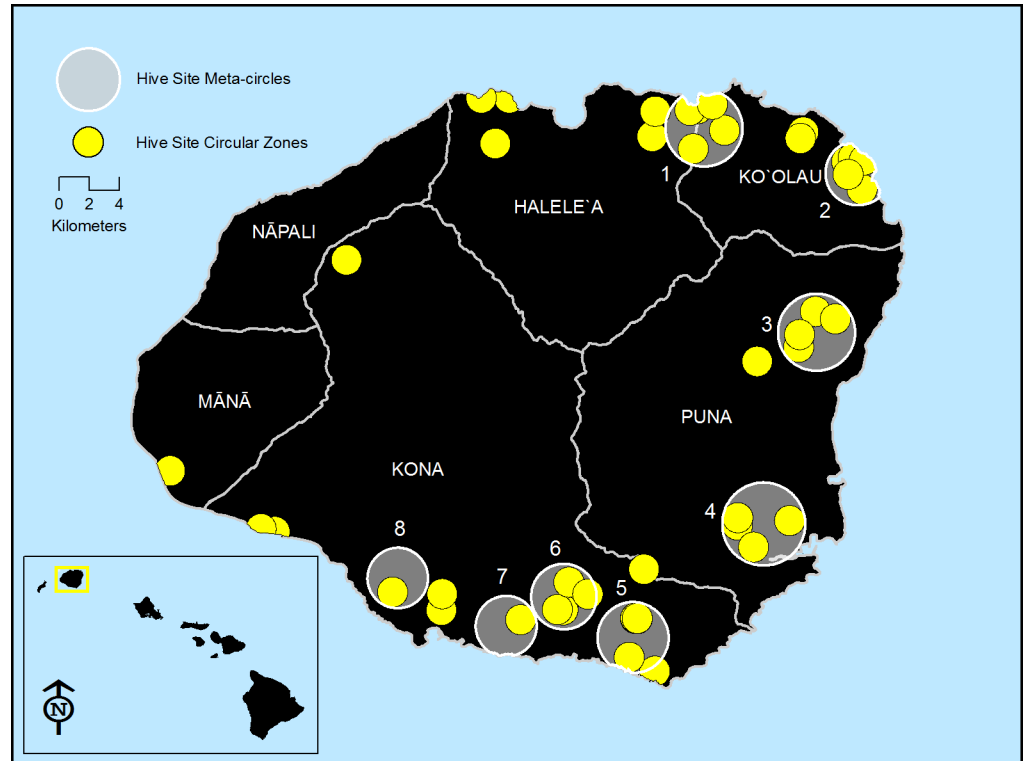 Hive Site Meta-circles
Hive Site Circular Zones
0 2 4
Kilometers
1
KO`OLAU
2
HALELE`A
NĀPALI
3
MĀNĀ
PUNA
KONA
4
8
6
7
5
N